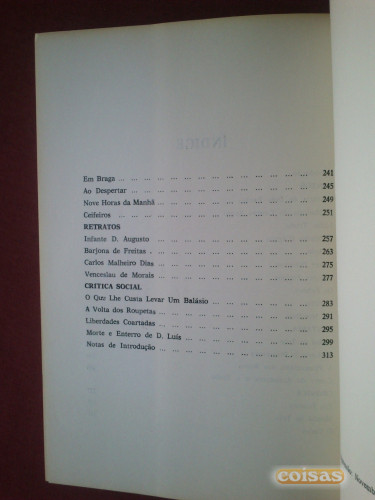 Em Braga ... 241
Ao Despertar ... 245
Nove Horas da Manhã ... 249
Ceifeiros ... 251
RETRATOS
Infante D. Augusto ... 257
Barjona de Freitas ... 263
Carlos Malheiro Dias ... 275
Venceslau de Morais ... 277
CRITICA SOCIAL
O Que Lhe Custa Levar Um Balásio ... 283
A Volta dos Roupetas ... 291
Liberdades Coartadas ... 295
Morte e Enterro de D. Luís ... 299
Notas de Introdução ... 313
coisas